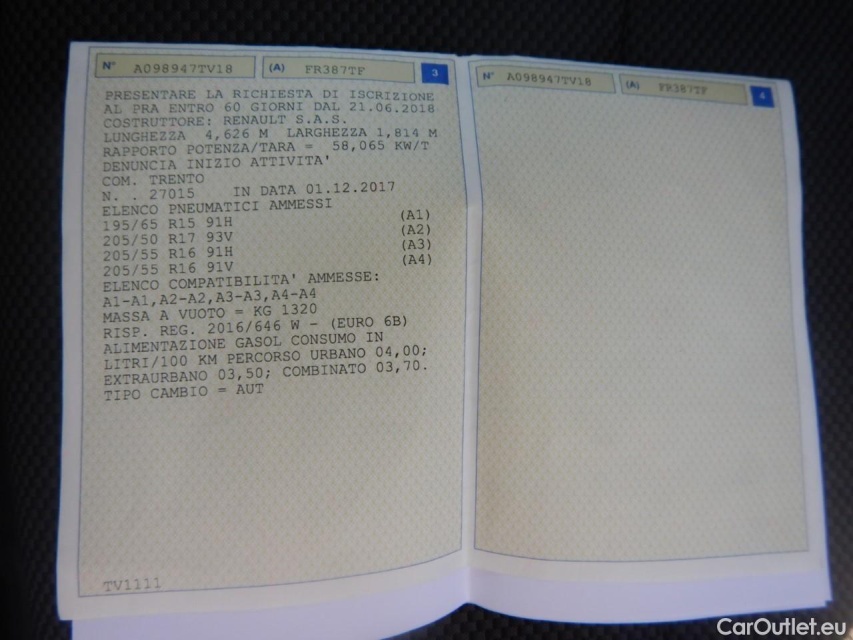 N° A098947TV18 (A) FR387TF 3
PRESENTARE LA RICHIESTA DI ISCRIZIONE
AL PRA ENTRO 60 GIORNI DAL 21.06.2018
COSTRUTTORE: RENAULT S.A.S.
LUNGHEZZA 4,626 M LARGHEZZA 1,814 M
RAPPORTO POTENZA/TARA = 58,065 KW/T
DENUNCIA INIZIO ATTIVITA'
COM. TRENTO
N. . 27015 IN DATA 01.12.2017
ELENCO PNEUMATICI AMMESSI
195/65 R15 91H (A1)
205/50 R17 93V (A2)
205/55 R16 91H (A3)
205/55 R16 91V (A4)
ELENCO COMPATIBILITA' AMMESSE:
A1-A1,A2-A2,A3-A3,A4-A4
MASSA A VUOTO = KG 1320
RISP. REG. 2016/646 W - (EURO 6B)
ALIMENTAZIONE GASOL CONSUMO IN
LITRI/100 KM PERCORSO URBANO 04,00;
EXTRAURBANO 03,50; COMBINATO 03,70.
TIPO CAMBIO = AUT
TV1111
N° A098947TV18 (A) FR387TF 4
CarOutlet.eu